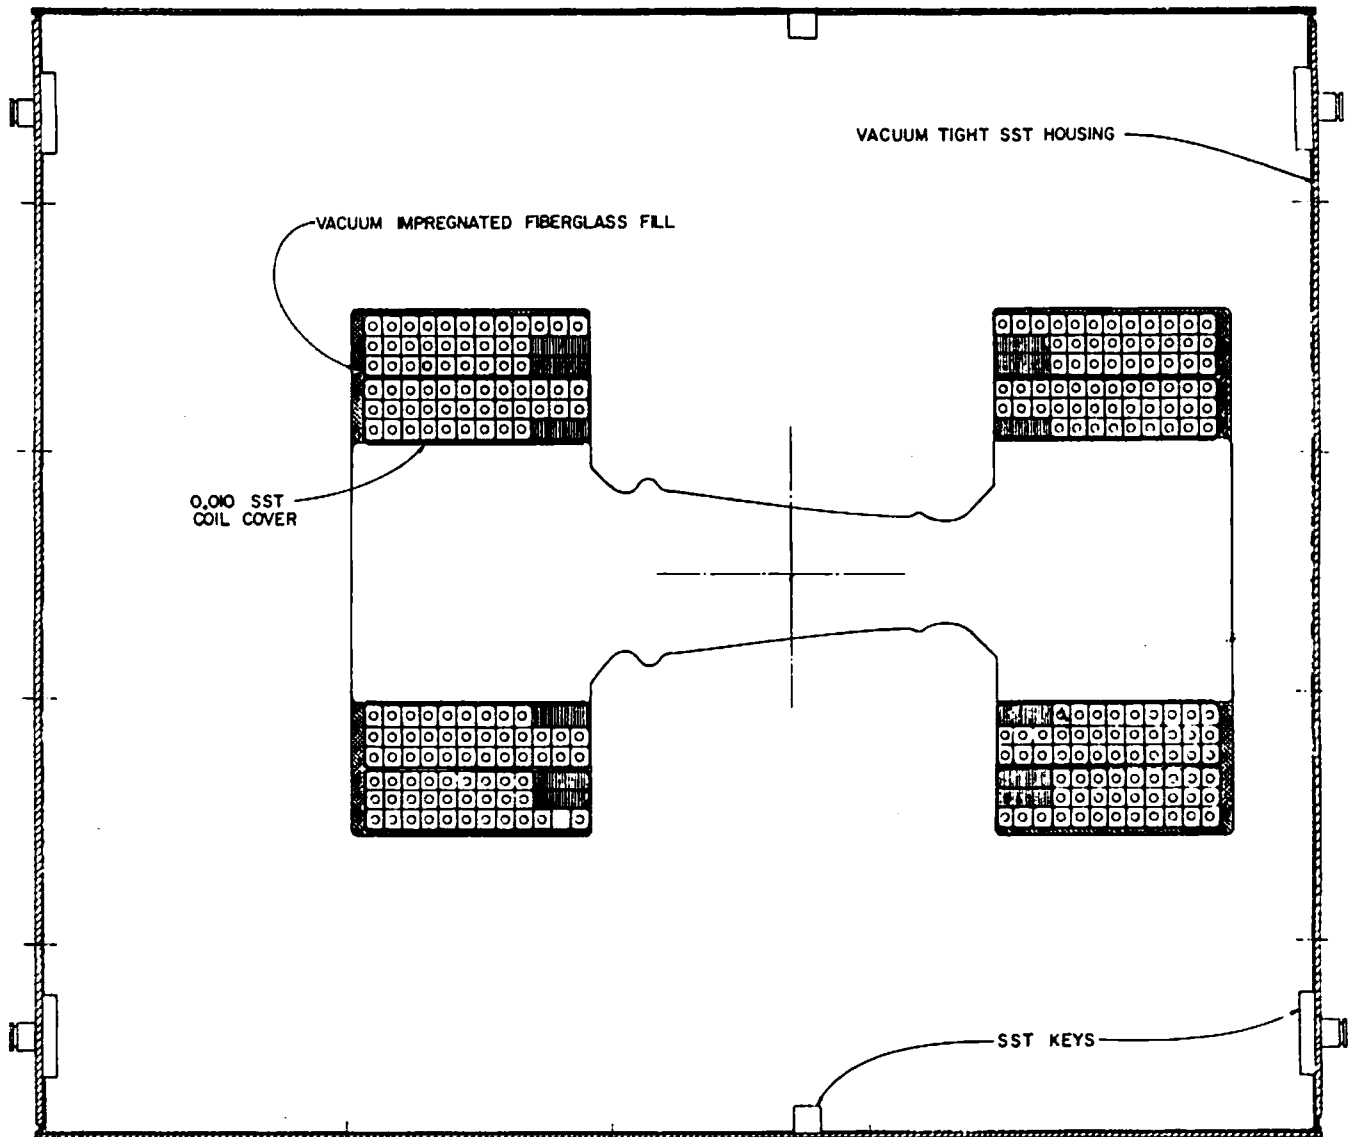 VACUUM TIGHT SST HOUSING
VACUUM IMPREGNATED FIBERGLASS FILL
0.010 SST
COIL COVER
SST KEYS